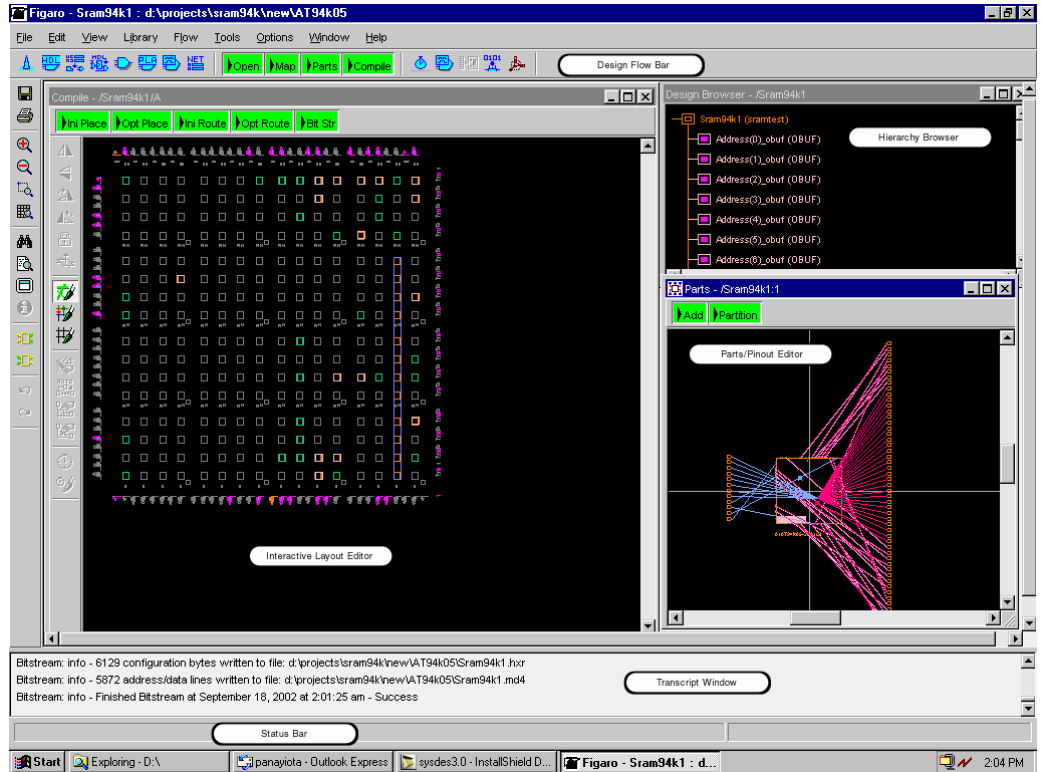 Figaro - Sram94k1 : d:\projects\sram94k\new\AT94k05
File Edit View Library Flow Tools Options Window Help
HDL HDL NET Open Map Parts Compile 0101 Design Flow Bar
Compile - /Sram94k1/A
Ini Place Opt Place Ini Route Opt Route Bit Str
Design Browser - /Sram94k1
Sram94k1 (sramtest)
Hierarchy Browser
Address(0)_obuf (OBUF)
Address(1)_obuf (OBUF)
Address(2)_obuf (OBUF)
Address(3)_obuf (OBUF)
Address(4)_obuf (OBUF)
Address(5)_obuf (OBUF)
Address(6)_obuf (OBUF)
Parts - /Sram94k1:1
Add Partition
Parts/Pinout Editor
AUTO
Interactive Layout Editor
Bitstream: info - 6129 configuration bytes written to file: d:\projects\sram94k\new\AT94k05\Sram94k1.hxr
Bitstream: info - 5872 address/data lines written to file: d:\projects\sram94k\new\AT94k05\Sram94k1.md4
Bitstream: info - Finished Bitstream at September 18, 2002 at 2:01:25 am - Success
Transcript Window
Status Bar
Start Exploring - D:\ panayiota - Outlook Express sysdes3.0 - InstallShield D... Figaro - Sram94k1 : d... 2:04 PM